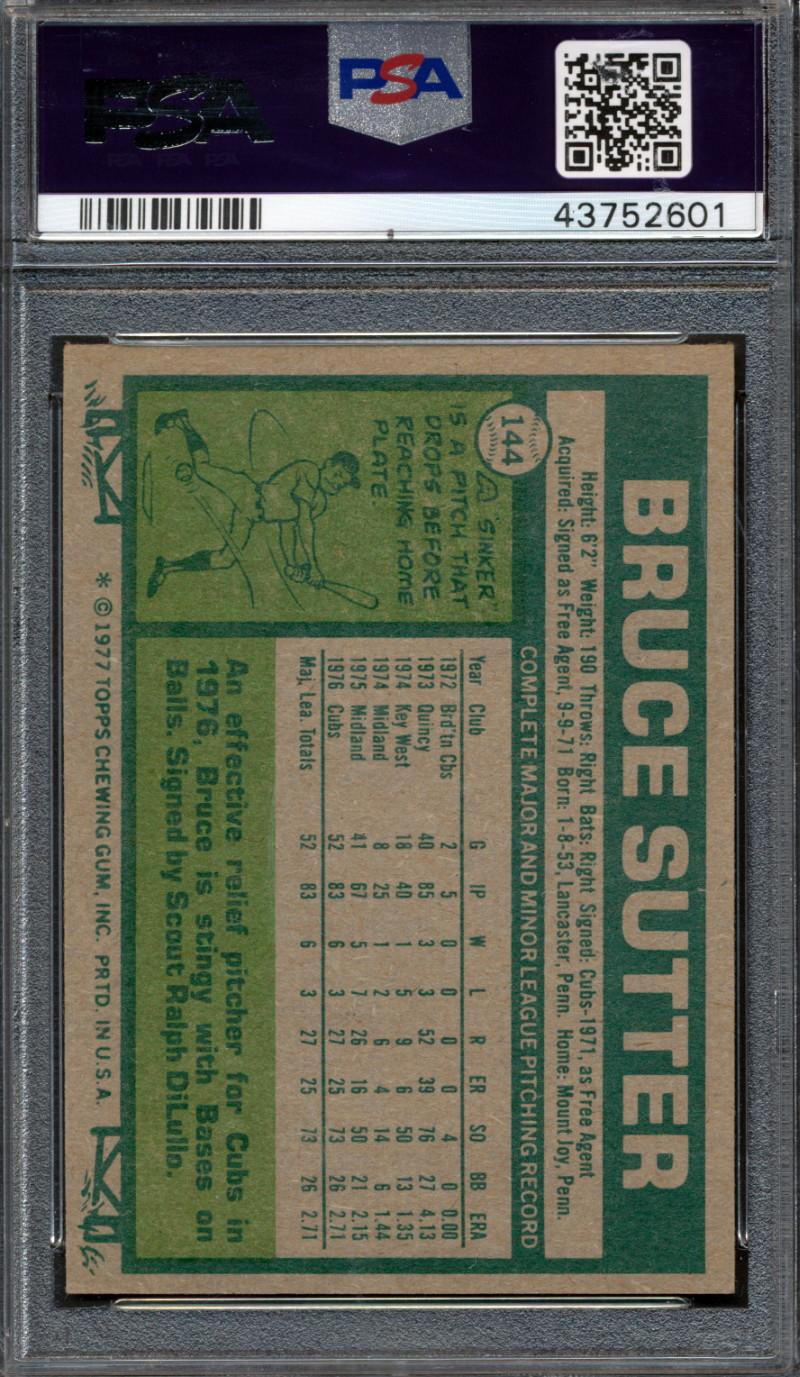 PSA
PSA
PSA PSA PSA
43752601
BRUCE SUTTER
Height: 6'2" Weight: 190 Throws: Right Bats: Right Signed: Cubs-1971, as Free Agent
Acquired: Signed as Free Agent, 9-9-71 Born: 1-8-53, Lancaster, Penn. Home: Mount Joy, Penn.
144
COMPLETE MAJOR AND MINOR LEAGUE PITCHING RECORD
A "SINKER"
IS A PITCH THAT
DROPS BEFORE
REACHING HOME
PLATE.
Year Club G IP W L R ER SO BB ERA
1972 Brd'tn Cbs 2 5 0 0 0 0 4 0 0.00
1973 Quincy 40 85 3 3 52 39 76 27 4.13
1974 Key West 18 40 1 5 9 6 50 13 1.35
1974 Midland 8 25 1 2 6 4 14 6 1.44
1975 Midland 41 67 5 7 26 16 50 21 2.15
1976 Cubs 52 83 6 3 27 25 73 26 2.71
Maj. Lea. Totals 52 83 6 3 27 25 73 26 2.71
An effective relief pitcher for Cubs in
1976, Bruce is stingy with Bases on
Balls. Signed by Scout Ralph DiLullo.
* © 1977 TOPPS CHEWING GUM, INC. PRTD. IN U.S.A.